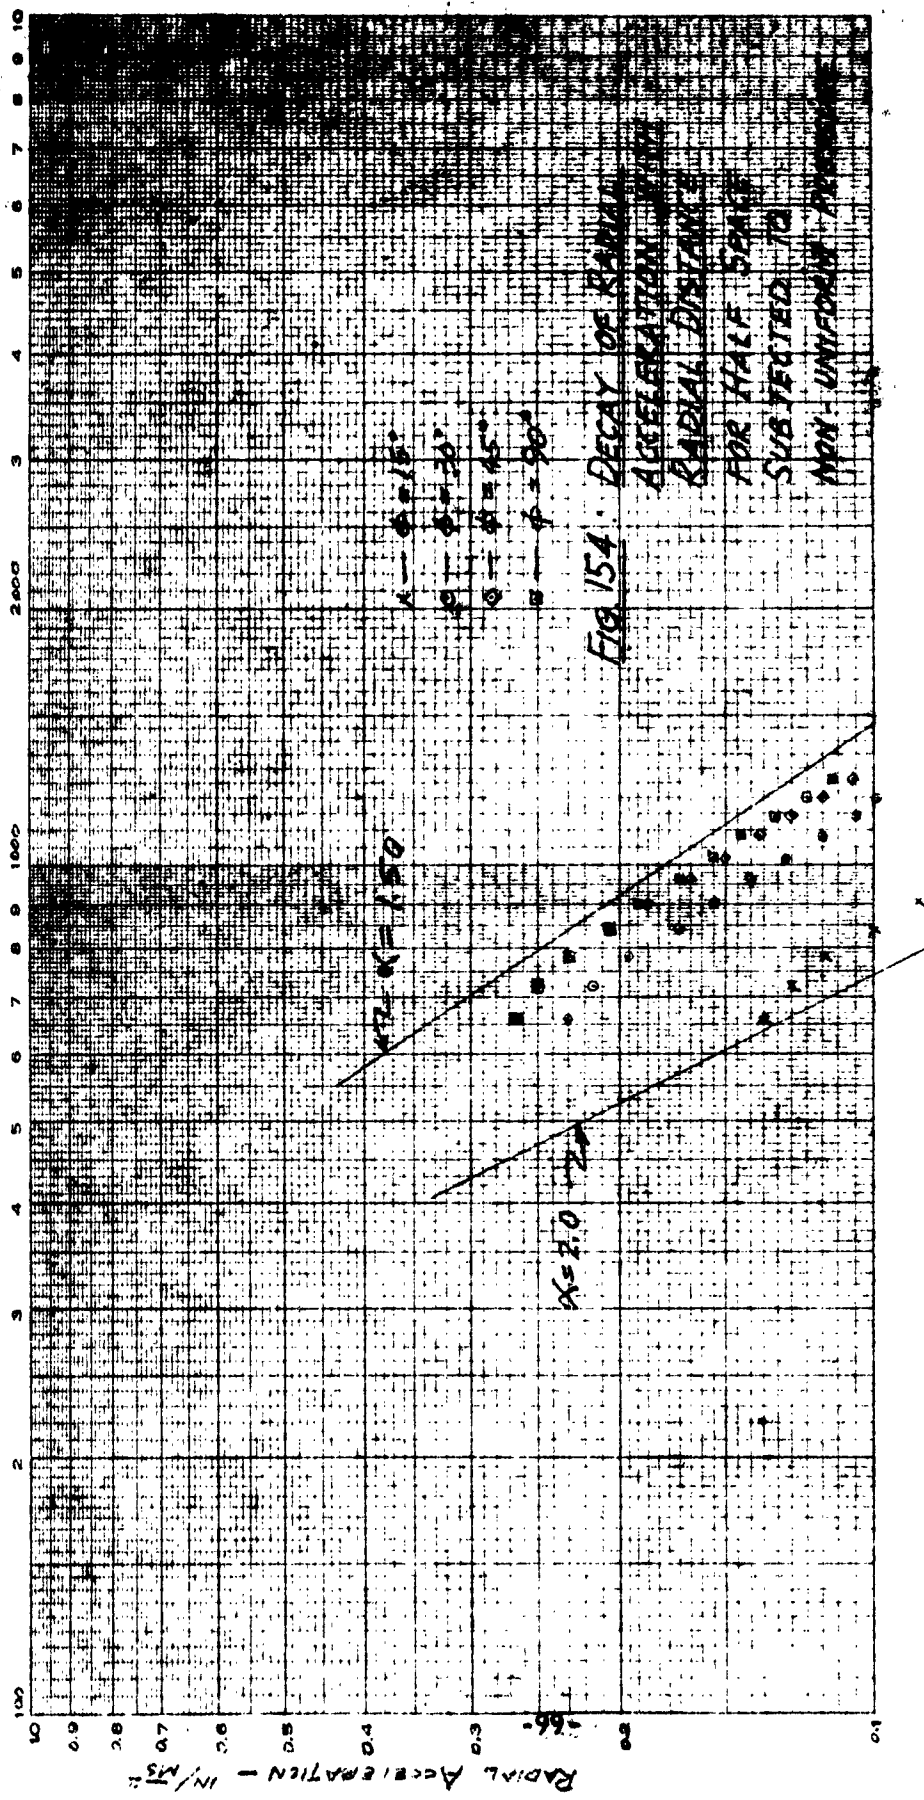 100 2 3 4 5 6 7 8 9 1000 2000 3 4 5 6 7 8 9 10
1.0
0.9
0.8
0.7
0.6
0.5
0.4
0.3
0.2
0.1
RADIAL ACCELERATION — IN/MS²
α = 1.50
α = 2.0
x — ϕ = 15°
ϕ = 30°
ϕ = 45°
ϕ = 90°
FIG. 154. DECAY OF RADIAL
ACCELERATION WITH
RADIAL DISTANCE
FOR HALF SPACE
SUBJECTED TO
NON-UNIFORM PRESSURE
-99-